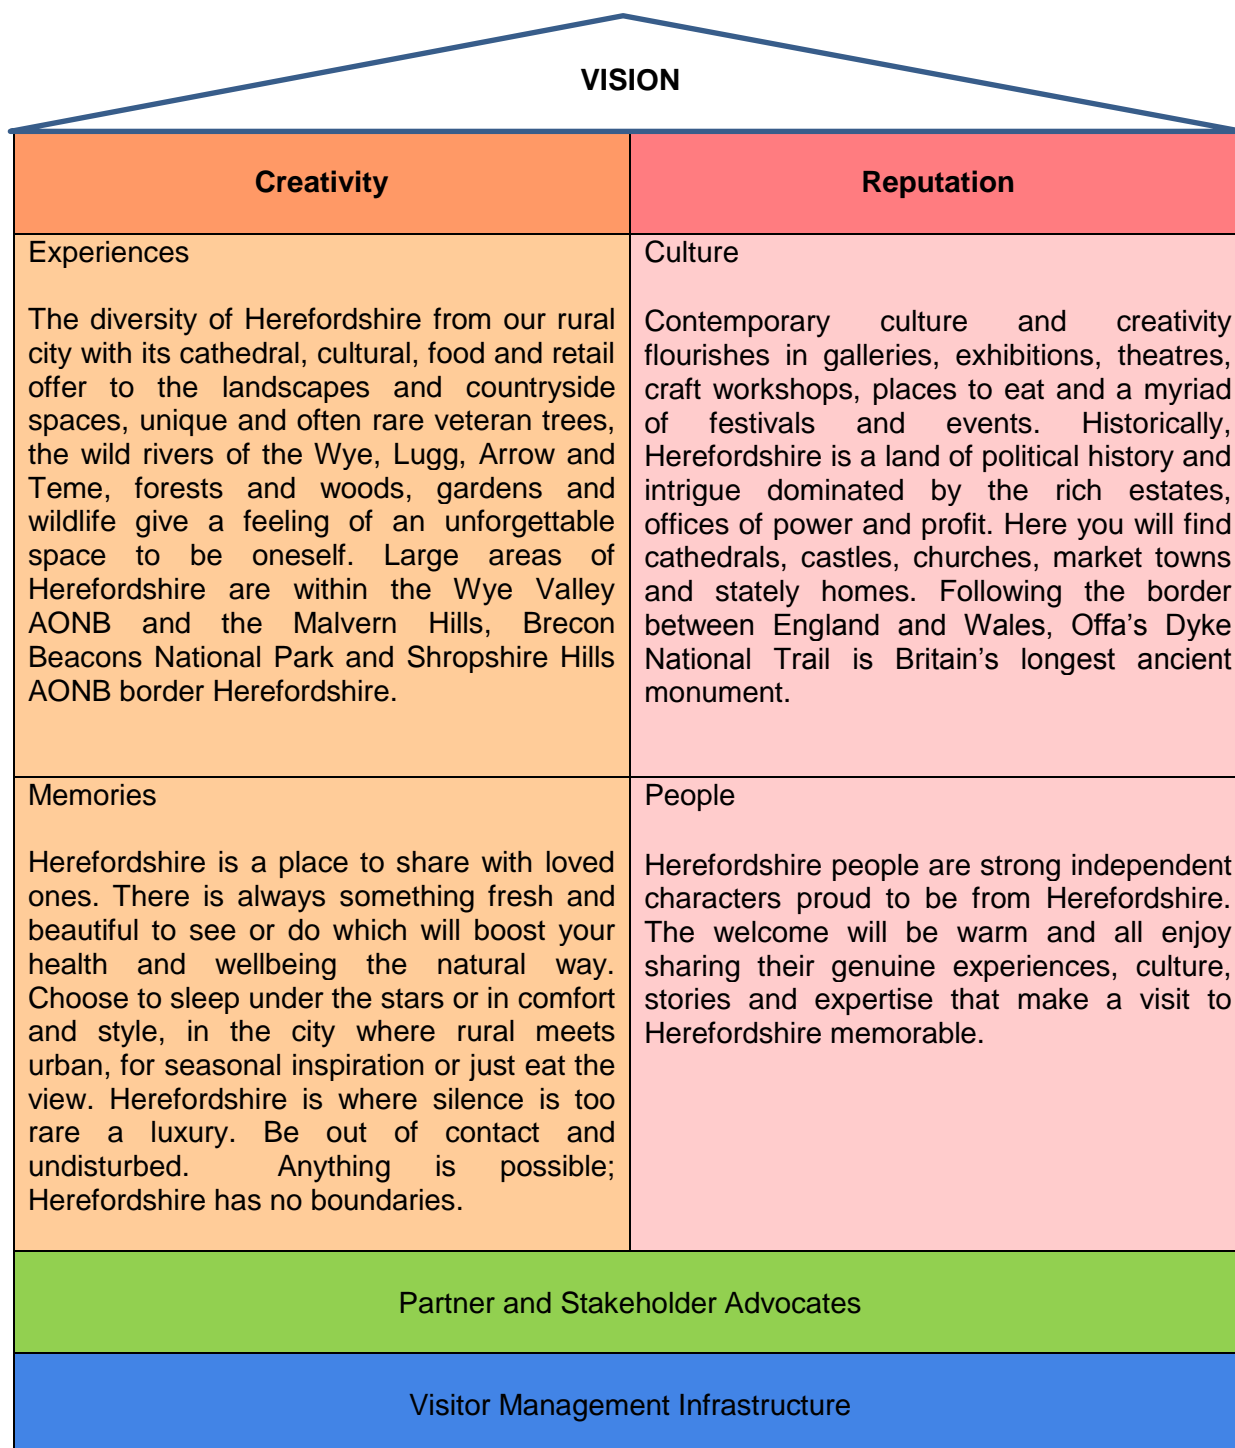 VISION
Creativity
Reputation
Experiences
The diversity of Herefordshire from our rural
city with its cathedral, cultural, food and retail
offer to the landscapes and countryside
spaces, unique and often rare veteran trees,
the wild rivers of the Wye, Lugg, Arrow and
Teme, forests and woods, gardens and
wildlife give a feeling of an unforgettable
space to be oneself. Large areas of
Herefordshire are within the Wye Valley
AONB and the Malvern Hills, Brecon
Beacons National Park and Shropshire Hills
AONB border Herefordshire.
Culture
Contemporary culture and creativity
flourishes in galleries, exhibitions, theatres,
craft workshops, places to eat and a myriad
of festivals and events. Historically,
Herefordshire is a land of political history and
intrigue dominated by the rich estates,
offices of power and profit. Here you will find
cathedrals, castles, churches, market towns
and stately homes. Following the border
between England and Wales, Offa's Dyke
National Trail is Britain's longest ancient
monument.
Memories
Herefordshire is a place to share with loved
ones. There is always something fresh and
beautiful to see or do which will boost your
health and wellbeing the natural way.
Choose to sleep under the stars or in comfort
and style, in the city where rural meets
urban, for seasonal inspiration or just eat the
view. Herefordshire is where silence is too
rare a luxury. Be out of contact and
undisturbed. Anything is possible;
Herefordshire has no boundaries.
People
Herefordshire people are strong independent
characters proud to be from Herefordshire.
The welcome will be warm and all enjoy
sharing their genuine experiences, culture,
stories and expertise that make a visit to
Herefordshire memorable.
Partner and Stakeholder Advocates
Visitor Management Infrastructure